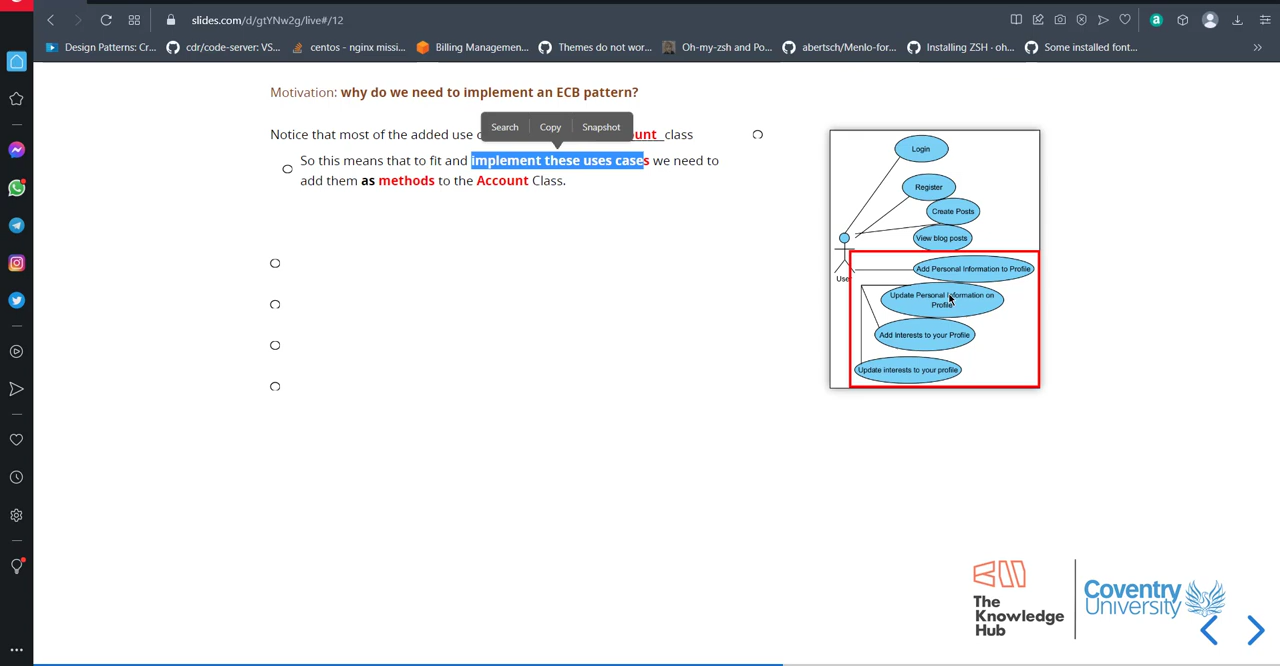 slides.com/d/gtYNw2g/live#/12
Design Patterns: Cr...
cdr/code-server: VS...
centos - nginx missi...
Billing Managemen...
Themes do not wor...
Oh-my-zsh and Po...
abertsch/Menlo-for...
Installing ZSH · oh...
Some installed font...
Motivation: why do we need to implement an ECB pattern?
Search
Copy
Snapshot
Notice that most of the added use class
So this means that to fit and implement these uses cases we need to
add them as methods to the Account Class.
Login
Register
Create Posts
View blog posts
Add Personal Information to Profile
Use
Update Personal Information on
Profile
Add Interests to your Profile
Update interests to your profile
The
Knowledge
Hub
Coventry
University